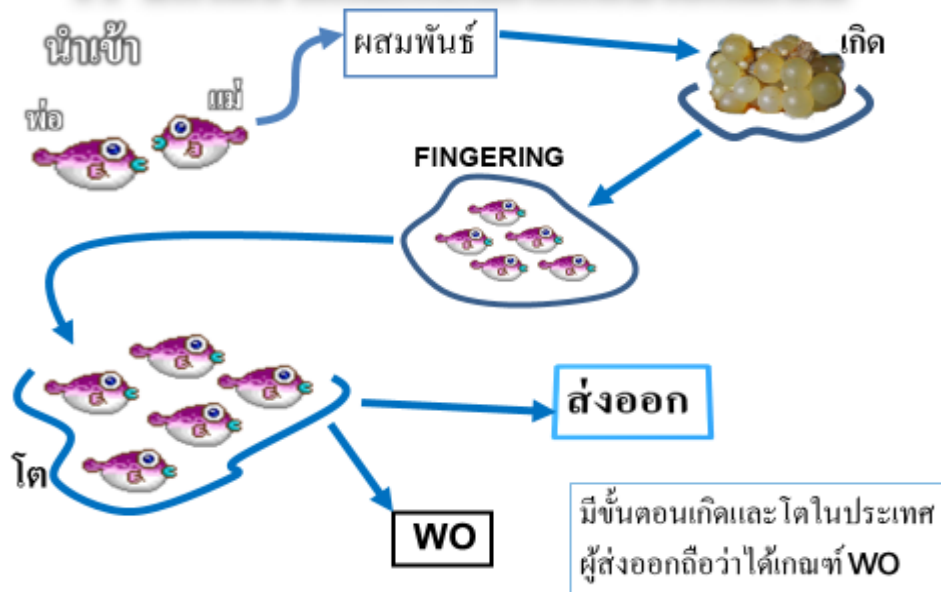 นำเข้า
พ่อ
แม่
ผสมพันธ์
เกิด
FINGERING
โต
ส่งออก
WO
มีขั้นตอนเกิดและโตในประเทศ
ผู้ส่งออกถือว่าได้เกณฑ์ WO